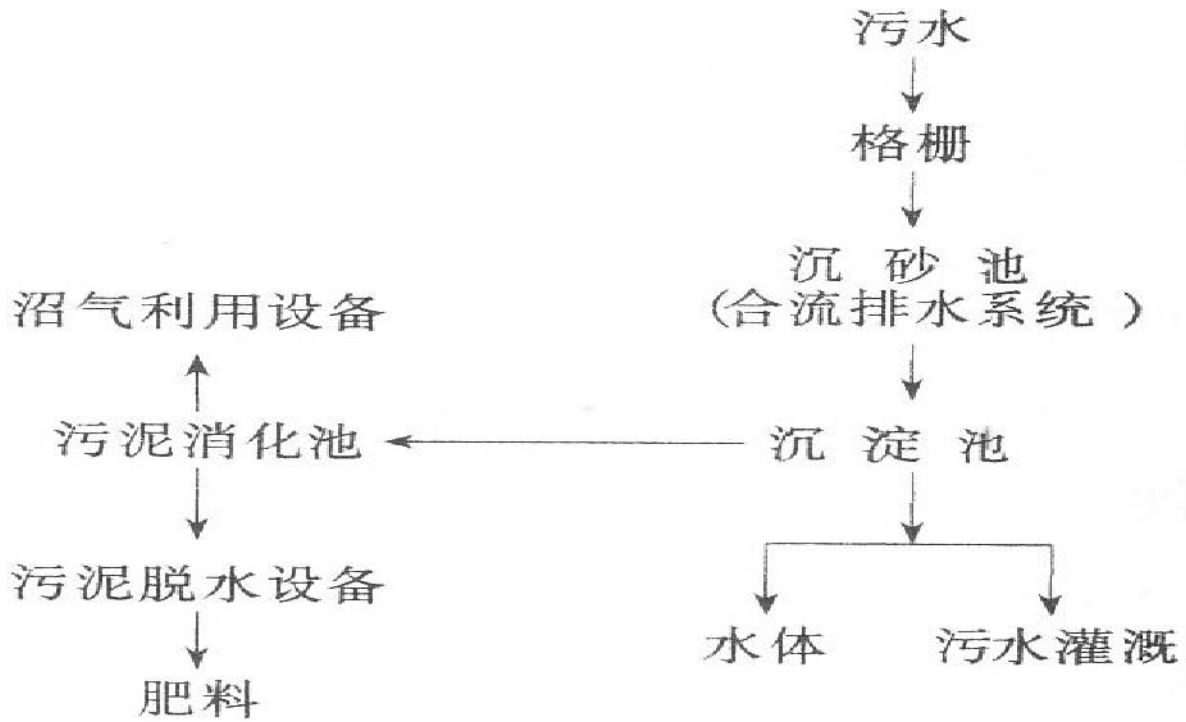 污水
格栅
沉砂池
(合流排水系统)
沼气利用设备
污泥消化池
沉淀池
污泥脱水设备
水体
污水灌溉
肥料